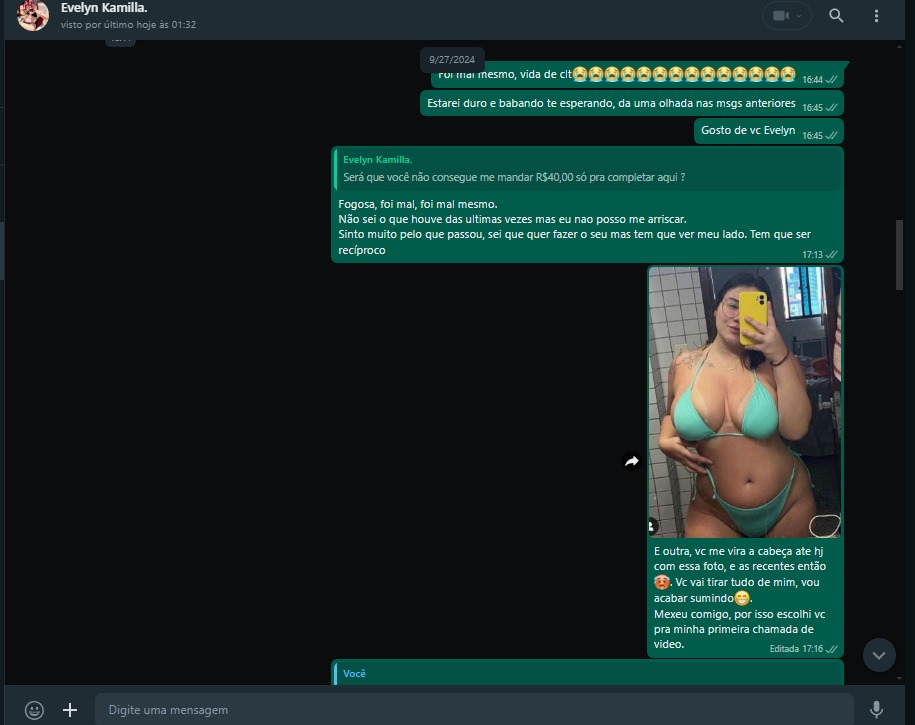 Evelyn Kamilla.
visto por último hoje às 01:32
9/27/2024
Foi mal mesmo, vida de clt😭😭😭😭😭😭😭😭😭😭😭😭😭😭 16:44
Estarei duro e babando te esperando, da uma olhada nas msgs anteriores 16:45
Gosto de vc Evelyn 16:45
Evelyn Kamilla.
Será que você não consegue me mandar R$40,00 só pra completar aqui ?
Fogosa, foi mal, foi mal mesmo.
Não sei o que houve das ultimas vezes mas eu nao posso me arriscar.
Sinto muito pelo que passou, sei que quer fazer o seu mas tem que ver meu lado. Tem que ser
recíproco
17:13
E outra, vc me vira a cabeça ate hj
com essa foto, e as recentes então
🥵. Vc vai tirar tudo de mim, vou
acabar sumindo😁.
Mexeu comigo, por isso escolhi vc
pra minha primeira chamada de
video.
Editada 17:16
Você
Digite uma mensagem